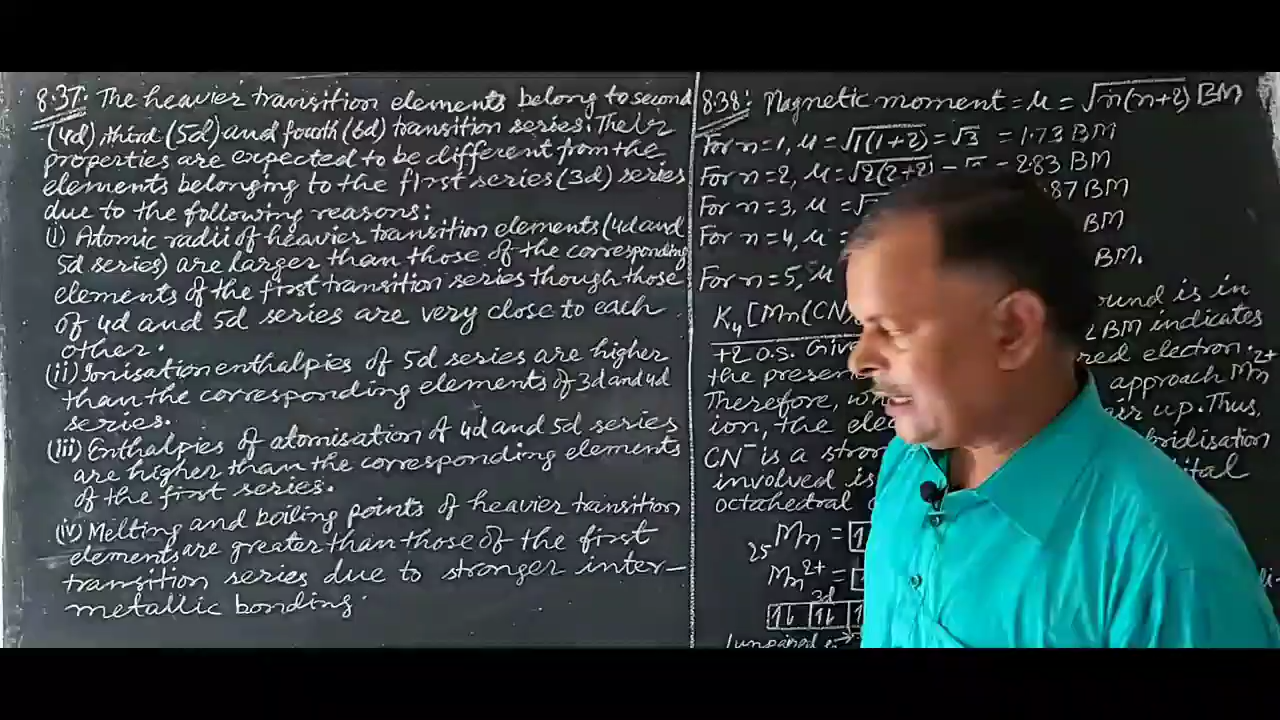 8.37: The heavier transition elements belong to second
(4d), third (5d) and fourth (6d) transition series. Their
properties are expected to be different from the
elements belonging to the first series (3d) series
due to the following reasons:
(i) Atomic radii of heavier transition elements (4d and
5d series) are larger than those of the corresponding
elements of the first transition series though those
of 4d and 5d series are very close to each
other.
(ii) Ionisation enthalpies of 5d series are higher
than the corresponding elements of 3d and 4d
series.
(iii) Enthalpies of atomisation of 4d and 5d series
are higher than the corresponding elements
of the first series.
(iv) Melting and boiling points of heavier transition
elements are greater than those of the first
transition series due to stronger inter-
metallic bonding.
8.38: Magnetic moment = μ = √n(n+2) BM
For n=1, μ = √1(1+2) = √3 = 1.73 BM
For n=2, μ = √2(2+2) = 2.83 BM
For n=3, μ = 87 BM
For n=4, μ BM
For n=5, μ BM.
K₄[Mn(CN) is in
+2 O.S. BM indicates
the electron.
Therefore, approach Mn²⁺
ion, the up. Thus,
CN⁻ is a
involved is
octahedral
₂₅Mn =
Mn²⁺ =
3d
1↓ 1↓
1 unpaired e⁻